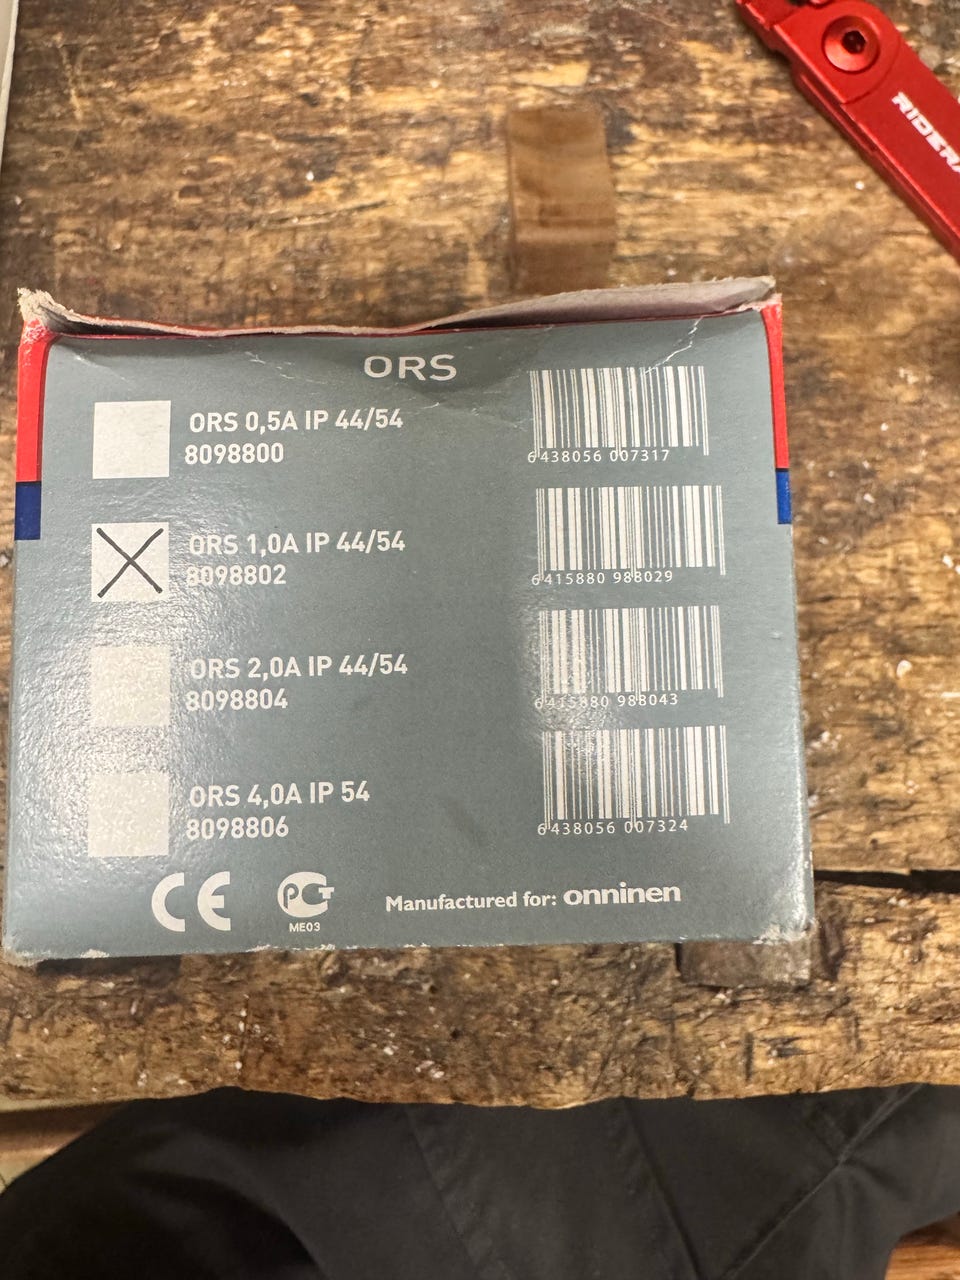 ORS
ORS 0,5A IP 44/54
8098800
6 438056 007317
ORS 1,0A IP 44/54
8098802
6 415880 988029
ORS 2,0A IP 44/54
8098804
6 415880 988043
ORS 4,0A IP 54
8098806
6 438056 007324
CE
PCT
ME03
Manufactured for: onninen